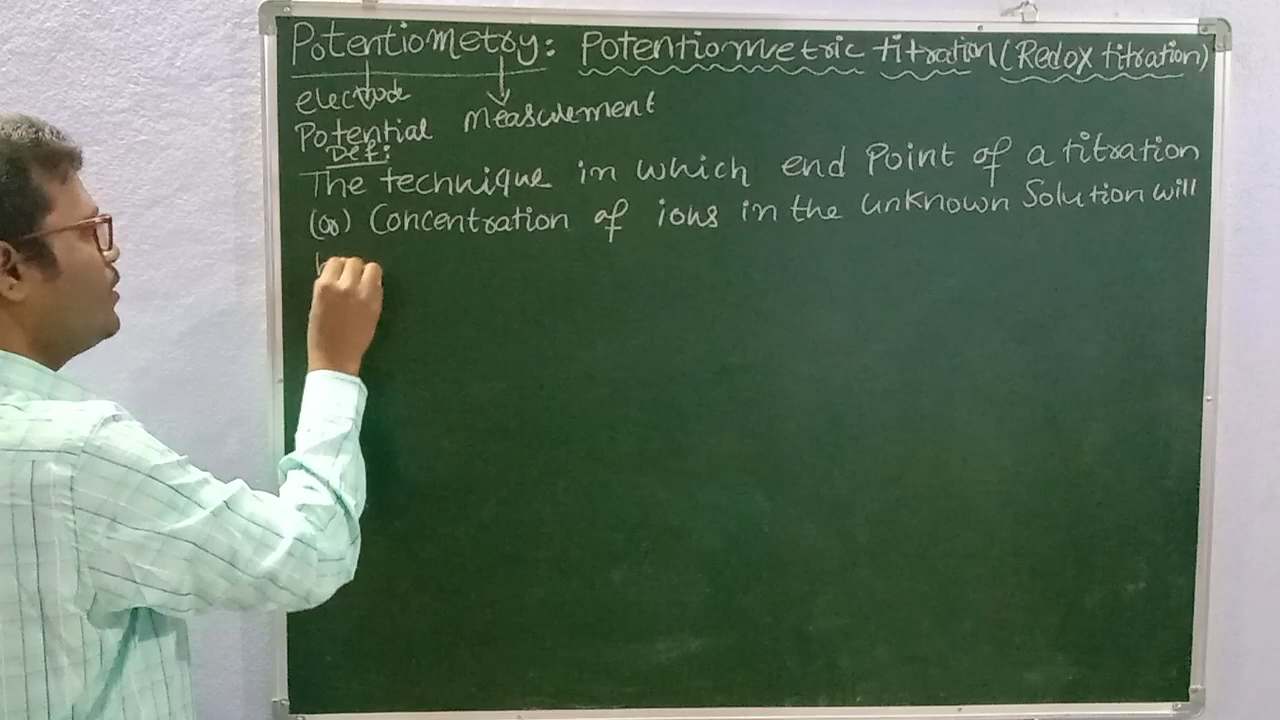 Potentiometry: Potentiometric titration (Redox titration)
electrode
Potential measurement
Def:
The technique in which end Point of a titration
(or) Concentration of ions in the unknown Solution will
b